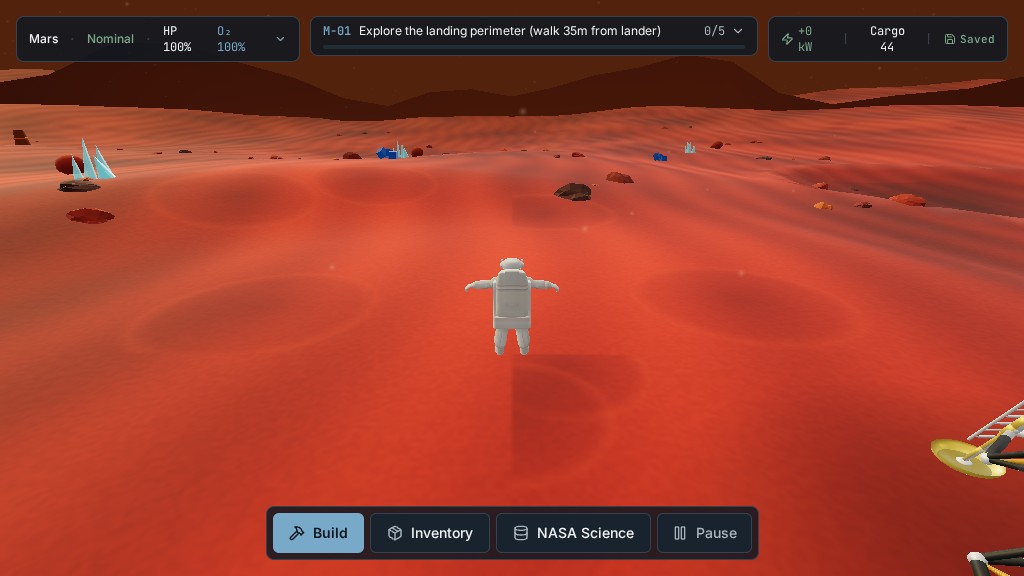 Mars · Nominal · HP 100% O₂ 100%
M-01 Explore the landing perimeter (walk 35m from lander) 0/5
+0 kW
Cargo 44
Saved
Build
Inventory
NASA Science
Pause